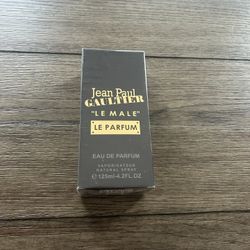 Jean Paul
GAULTIER
"LE MALE"
LE PARFUM
EAU DE PARFUM
VAPORISATEUR
NATURAL SPRAY
℮125ml-4.2FL.OZ